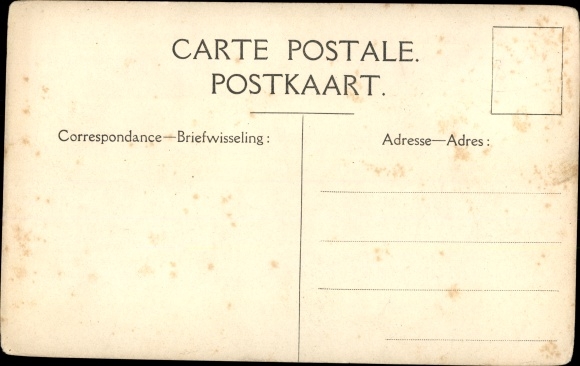 CARTE POSTALE.
POSTKAART.
Correspondance—Briefwisseling:
Adresse—Adres: